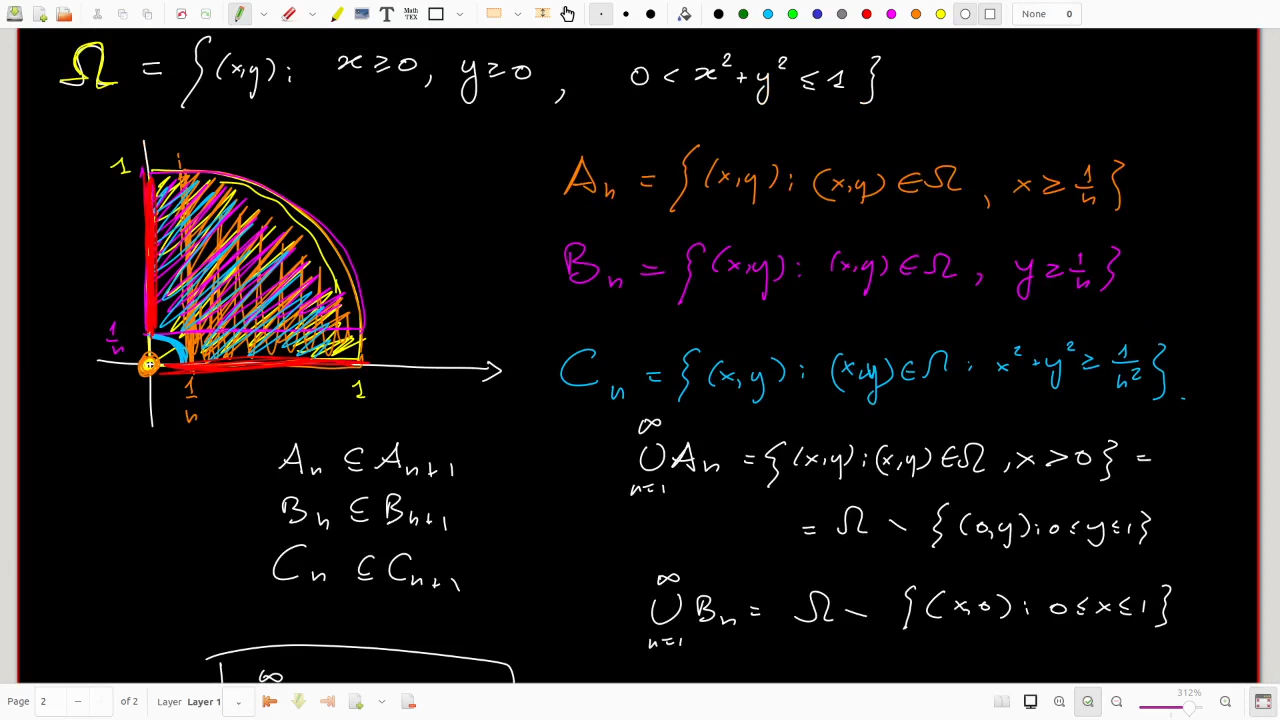 Math TEX None 0
Ω = {(x,y): x ≥ 0, y ≥ 0, 0 < x² + y² ≤ 1}
1
1/n
1/n
1
Aₙ = {(x,y): (x,y) ∈ Ω, x ≥ 1/n}
Bₙ = {(x,y): (x,y) ∈ Ω, y ≥ 1/n}
Cₙ = {(x,y): (x,y) ∈ Ω: x² + y² ≥ 1/n²}.
Aₙ ⊆ Aₙ₊₁
Bₙ ⊆ Bₙ₊₁
Cₙ ⊆ Cₙ₊₁
∞ ∪ n=1 Aₙ = {(x,y): (x,y) ∈ Ω, x > 0} =
= Ω \ {(0,y): 0 ≤ y ≤ 1}
∞ ∪ n=1 Bₙ = Ω \ {(x,0): 0 ≤ x ≤ 1}
∞
Page 2 of 2 Layer Layer 1 312%